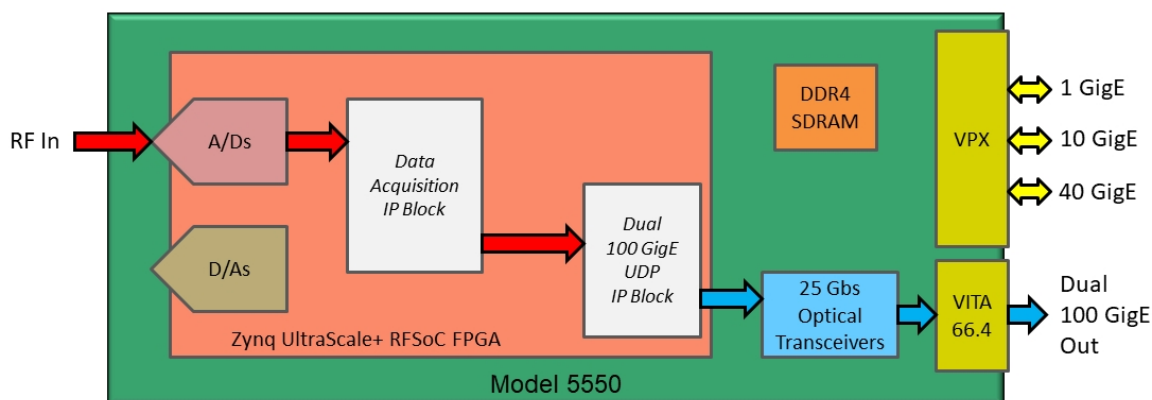 RF In
A/Ds
D/As
Data
Acquisition
IP Block
Dual
100 GigE
UDP
IP Block
Zynq UltraScale+ RFSoC FPGA
DDR4
SDRAM
25 Gbs
Optical
Transceivers
VPX
VITA
66.4
1 GigE
10 GigE
40 GigE
Dual
100 GigE
Out
Model 5550